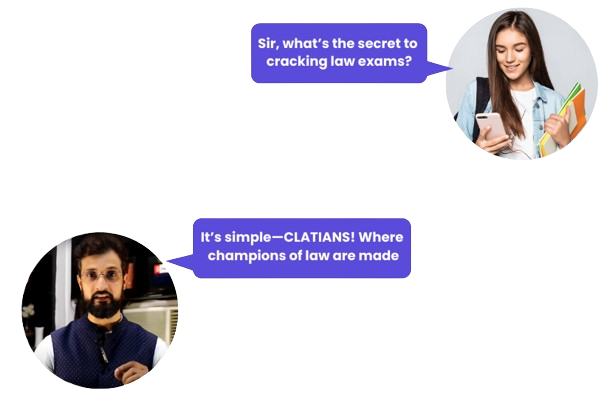 Sir, what’s the secret to
cracking law exams?
It’s simple—CLATIANS! Where
champions of law are made